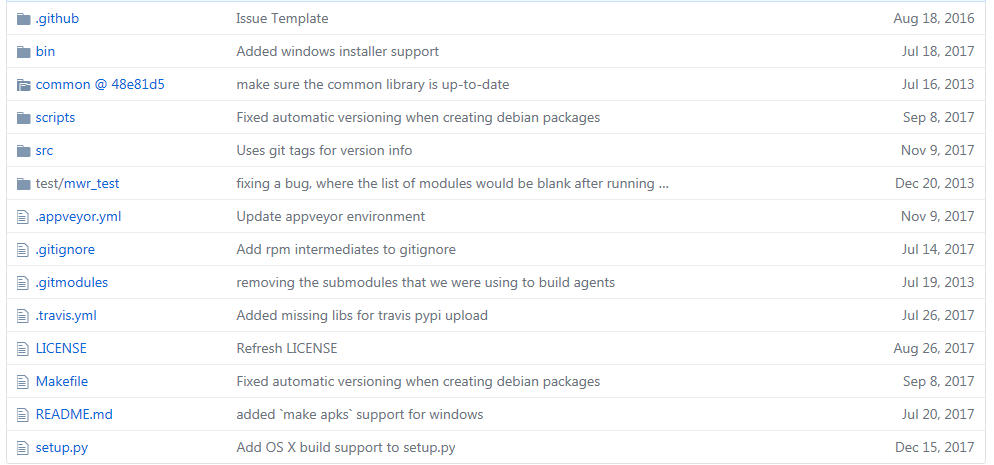 .github Issue Template Aug 18, 2016
bin Added windows installer support Jul 18, 2017
common @ 48e81d5 make sure the common library is up-to-date Jul 16, 2013
scripts Fixed automatic versioning when creating debian packages Sep 8, 2017
src Uses git tags for version info Nov 9, 2017
test/mwr_test fixing a bug, where the list of modules would be blank after running ... Dec 20, 2013
.appveyor.yml Update appveyor environment Nov 9, 2017
.gitignore Add rpm intermediates to gitignore Jul 14, 2017
.gitmodules removing the submodules that we were using to build agents Jul 19, 2013
.travis.yml Added missing libs for travis pypi upload Jul 26, 2017
LICENSE Refresh LICENSE Aug 26, 2017
Makefile Fixed automatic versioning when creating debian packages Sep 8, 2017
README.md added `make apks` support for windows Jul 20, 2017
setup.py Add OS X build support to setup.py Dec 15, 2017